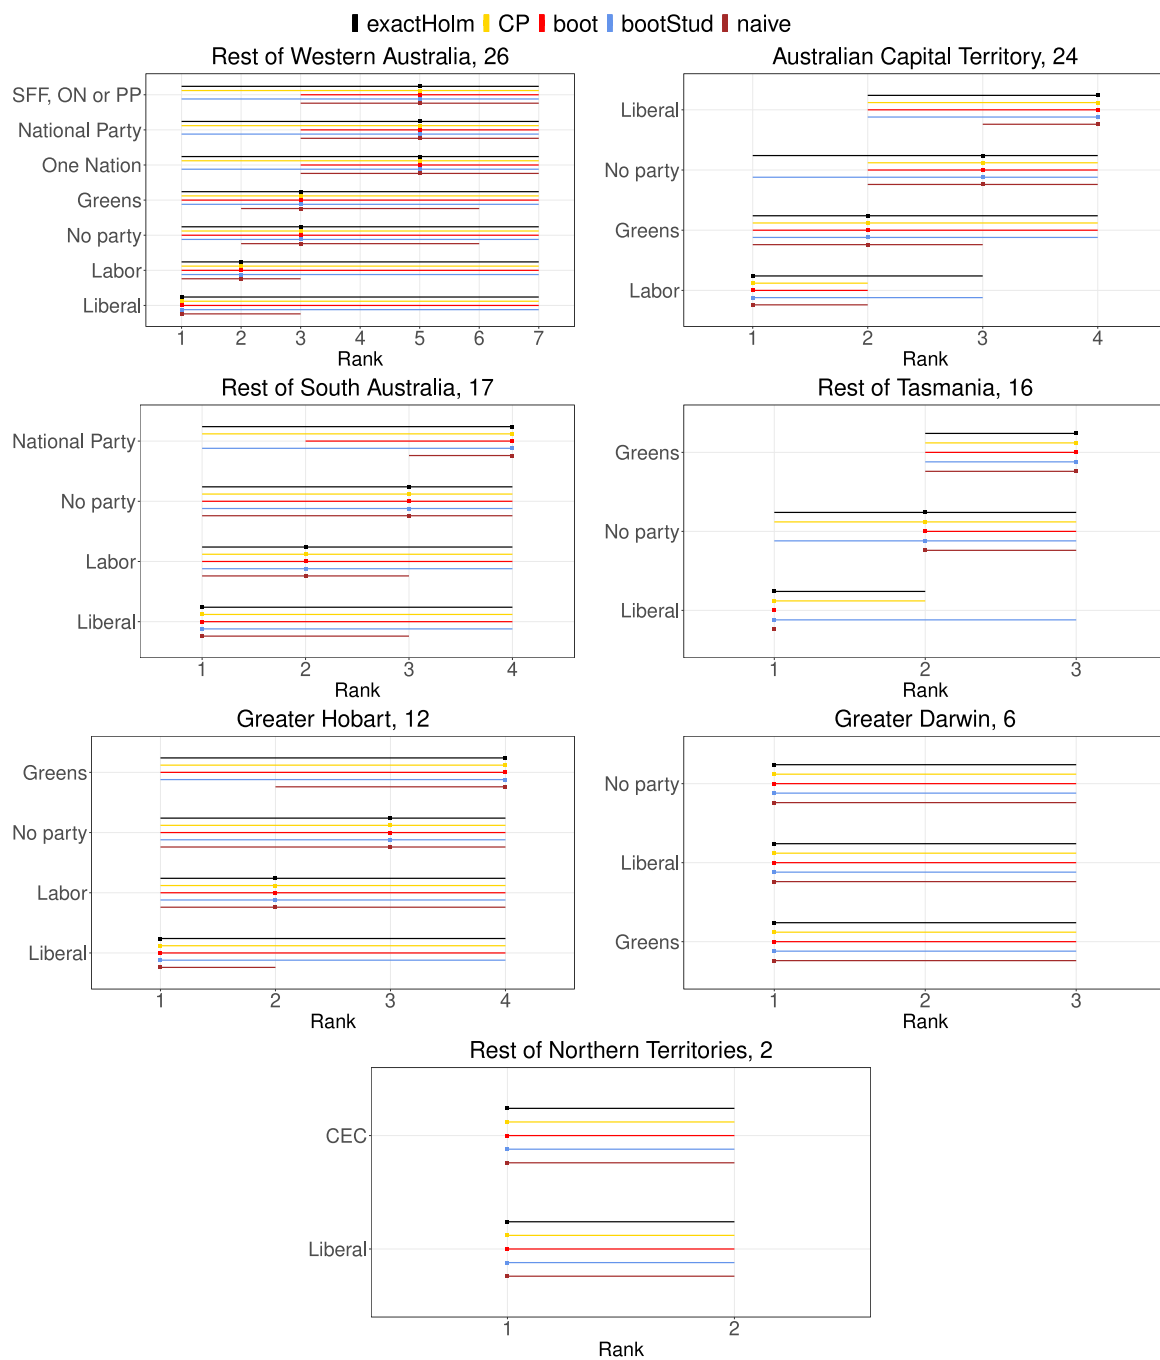 exactHolm CP boot bootStud naive
Rest of Western Australia, 26
SFF, ON or PP
National Party
One Nation
Greens
No party
Labor
Liberal
1 2 3 4 5 6 7
Rank
Australian Capital Territory, 24
Liberal
No party
Greens
Labor
1 2 3 4
Rank
Rest of South Australia, 17
National Party
No party
Labor
Liberal
1 2 3 4
Rank
Rest of Tasmania, 16
Greens
No party
Liberal
1 2 3
Rank
Greater Hobart, 12
Greens
No party
Labor
Liberal
1 2 3 4
Rank
Greater Darwin, 6
No party
Liberal
Greens
1 2 3
Rank
Rest of Northern Territories, 2
CEC
Liberal
1 2
Rank